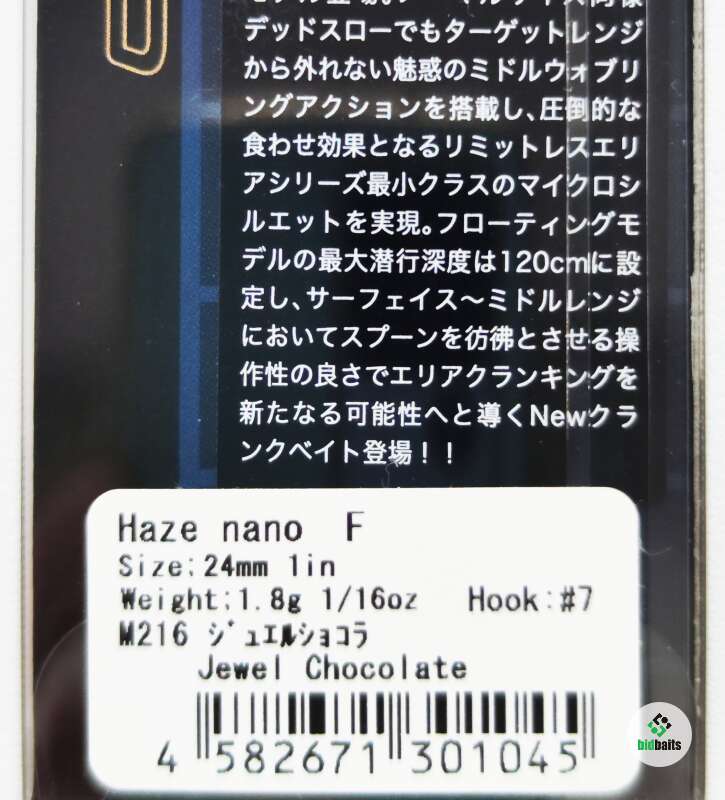 デッドスローでもターゲットレンジ
から外れない魅惑のミドルウォブリ
ングアクションを搭載し、圧倒的な
食わせ効果となるリミットレスエリ
アシリーズ最小クラスのマイクロシ
ルエットを実現。フローティングモ
デルの最大潜行深度は120cmに設
定し、サーフェイス〜ミドルレンジ
においてスプーンを彷彿とさせる操
作性の良さでエリアクランキングを
新たなる可能性へと導くNewクラ
ンクベイト登場！！
Haze nano F
Size:24mm 1in
Weight:1.8g 1/16oz Hook:#7
M216 ｼﾞｭｴﾙｼｮｺﾗ
Jewel Chocolate
4 582671 301045
bidbaits